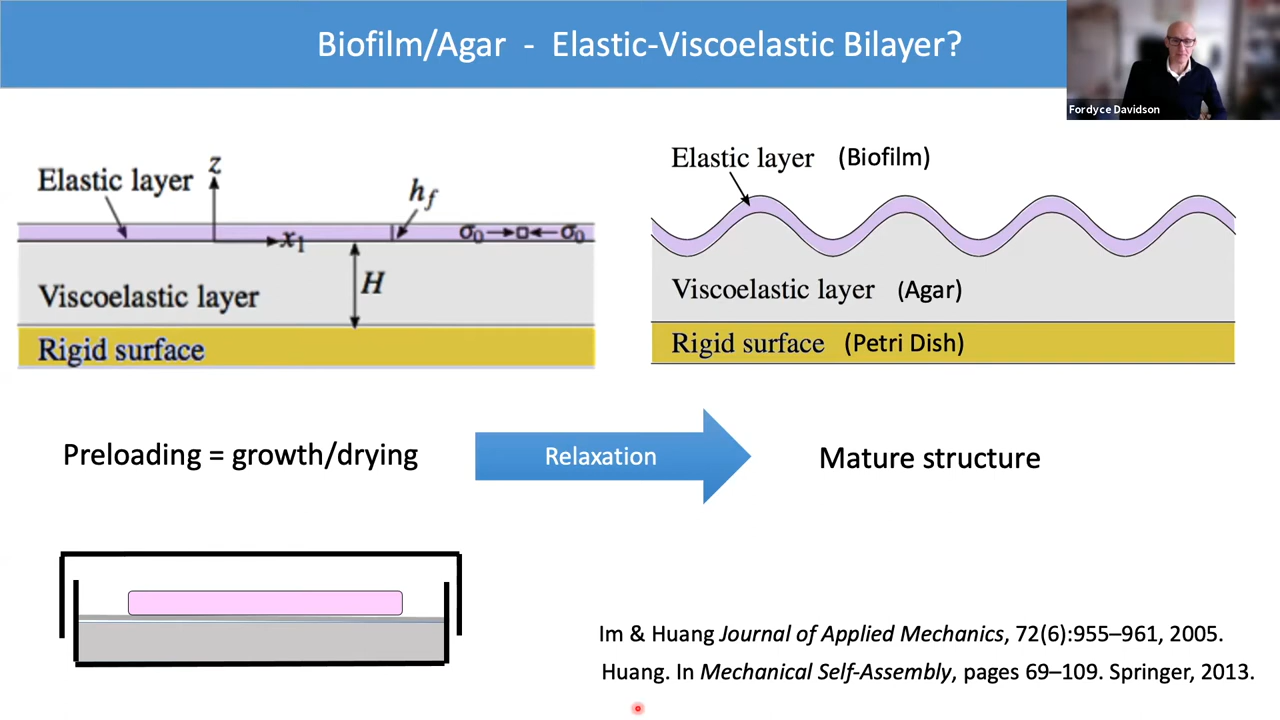 Biofilm/Agar - Elastic-Viscoelastic Bilayer?
Fordyce Davidson
Elastic layer
z
h_f
x_1
σ_0 σ_0
H
Viscoelastic layer
Rigid surface
Elastic layer (Biofilm)
Viscoelastic layer (Agar)
Rigid surface (Petri Dish)
Preloading = growth/drying
Relaxation
Mature structure
Im & Huang Journal of Applied Mechanics, 72(6):955–961, 2005.
Huang. In Mechanical Self-Assembly, pages 69–109. Springer, 2013.